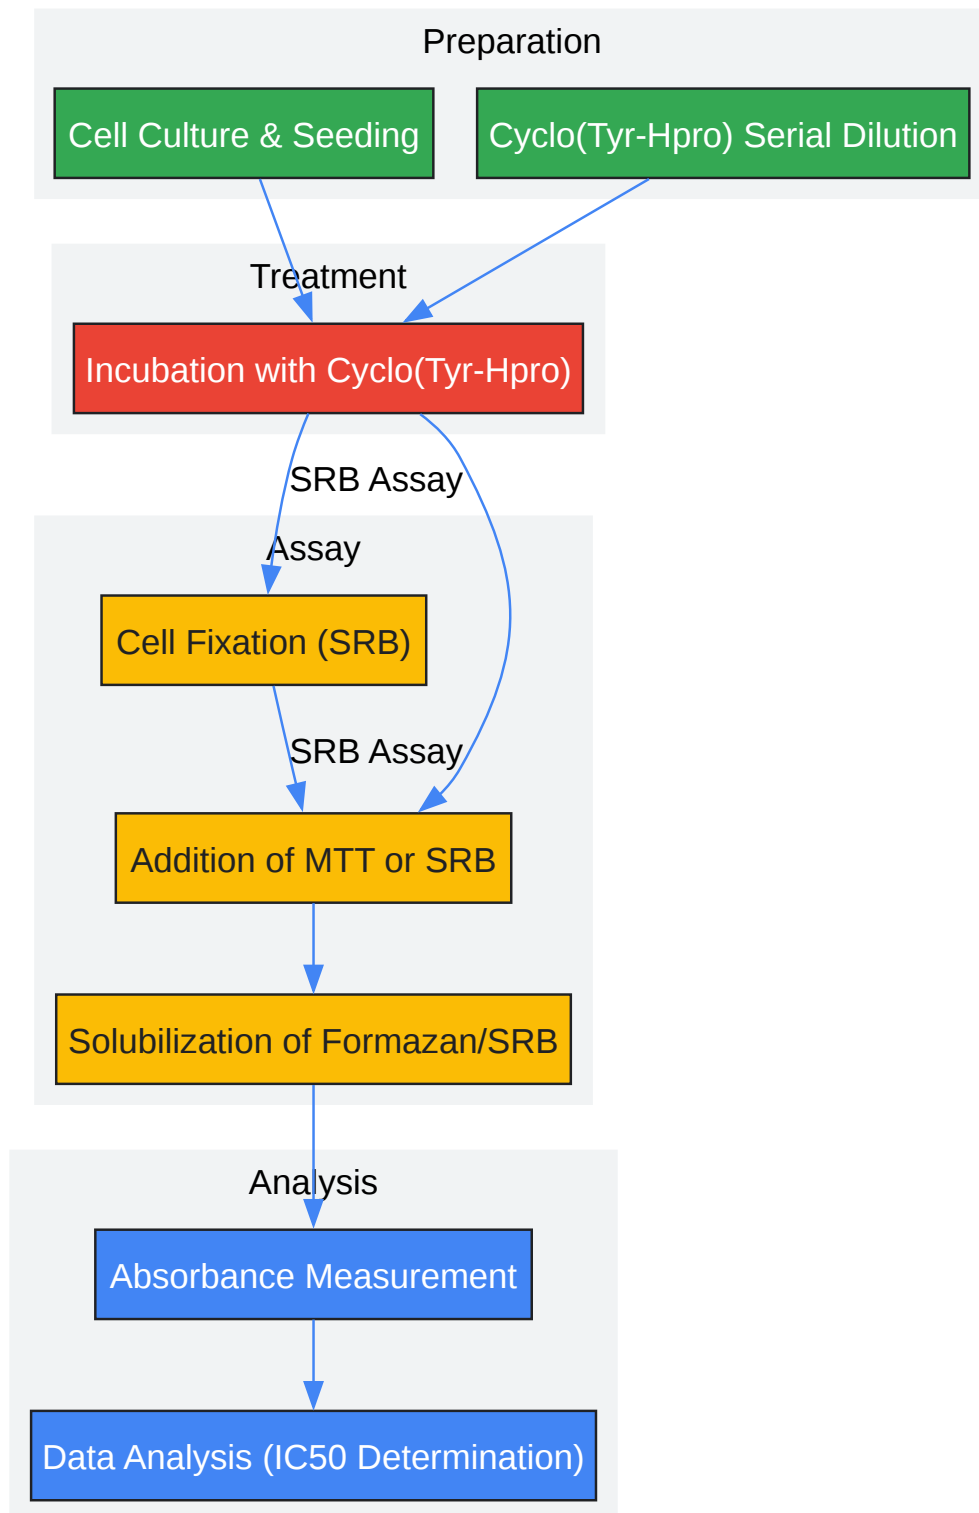 Preparation
Cell Culture & Seeding
Cyclo(Tyr-Hpro) Serial Dilution
Treatment
Incubation with Cyclo(Tyr-Hpro)
SRB Assay
Assay
Cell Fixation (SRB)
SRB Assay
Addition of MTT or SRB
Solubilization of Formazan/SRB
Analysis
Absorbance Measurement
Data Analysis (IC50 Determination)